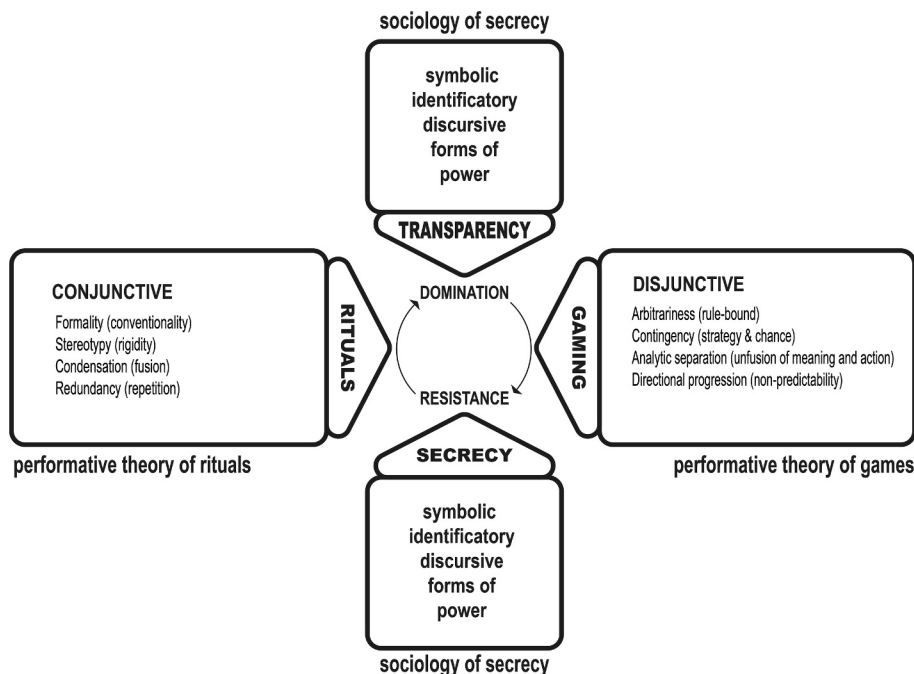 sociology of secrecy
symbolic
identificatory
discursive
forms of
power
TRANSPARENCY
CONJUNCTIVE
Formality (conventionality)
Stereotypy (rigidity)
Condensation (fusion)
Redundancy (repetition)
RITUALS
performative theory of rituals
DOMINATION
RESISTANCE
GAMING
DISJUNCTIVE
Arbitrariness (rule-bound)
Contingency (strategy & chance)
Analytic separation (unfusion of meaning and action)
Directional progression (non-predictability)
performative theory of games
SECRECY
symbolic
identificatory
discursive
forms of
power
sociology of secrecy